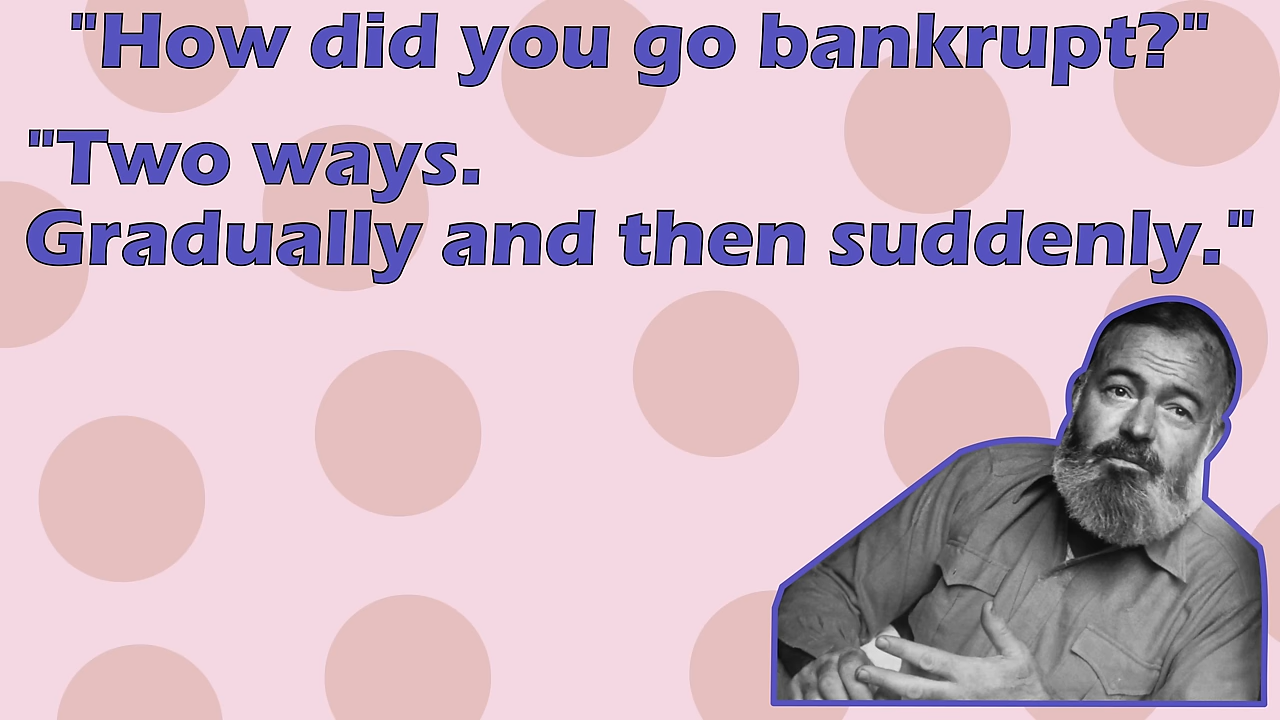 "How did you go bankrupt?"
"Two ways.
Gradually and then suddenly."